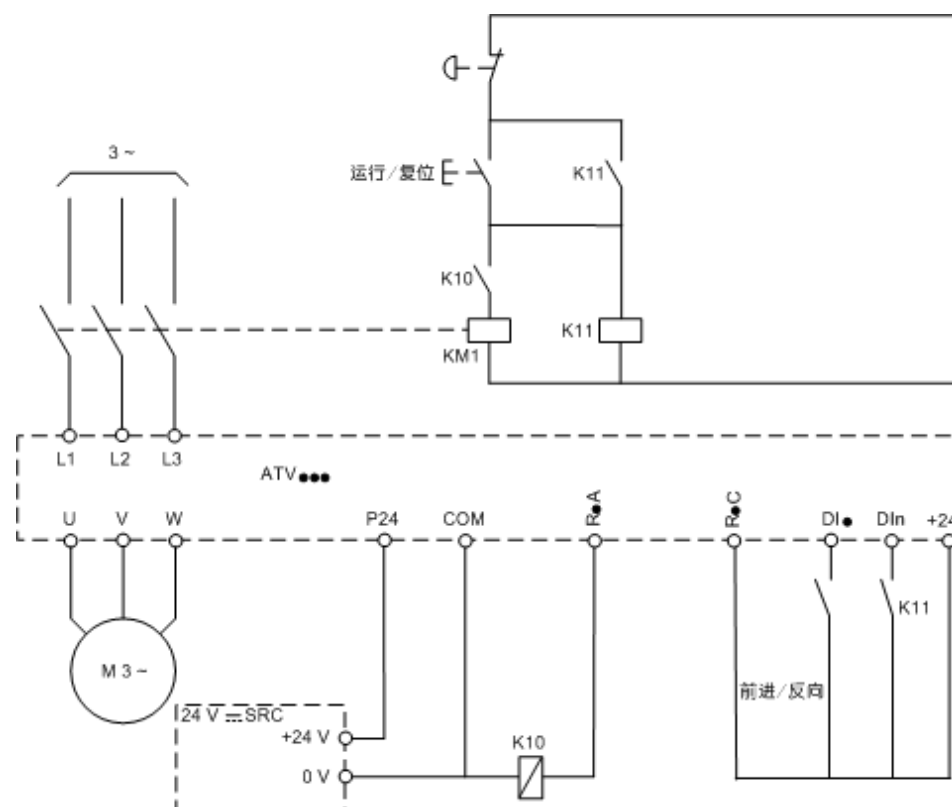 3 ~
运行/复位
K11
K10
KM1
K11
L1 L2 L3
ATV●●●
U V W P24 COM R●A R●C DI● DIn +24
K11
M 3 ~
前进/反向
24 V ⎓ SRC
+24 V
K10
0 V